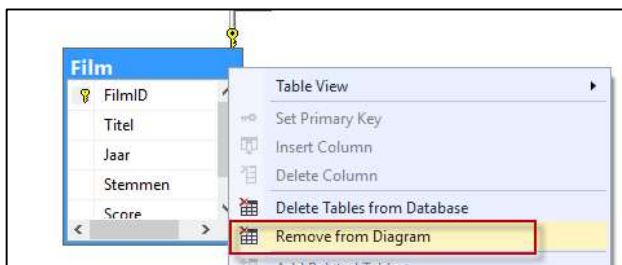 Film
FilmID
Titel
Jaar
Stemmen
Score
Table View
Set Primary Key
Insert Column
Delete Column
Delete Tables from Database
Remove from Diagram